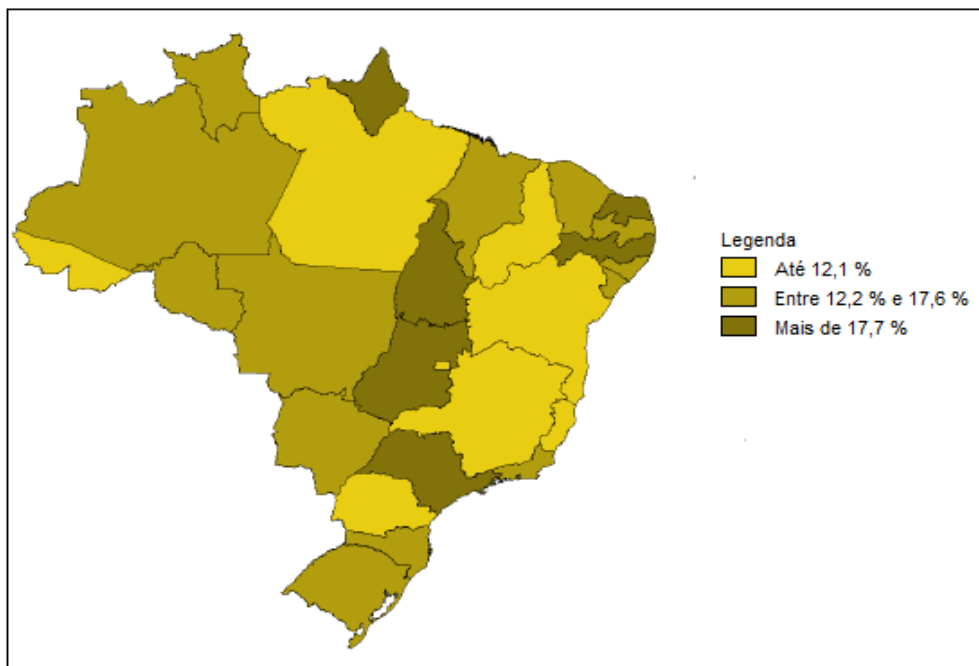 Legenda
Até 12,1 %
Entre 12,2 % e 17,6 %
Mais de 17,7 %